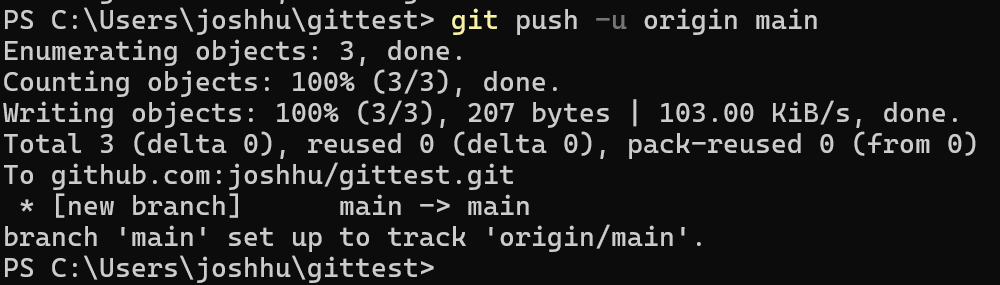 PS C:\Users\joshhu\gittest> git push -u origin main
Enumerating objects: 3, done.
Counting objects: 100% (3/3), done.
Writing objects: 100% (3/3), 207 bytes | 103.00 KiB/s, done.
Total 3 (delta 0), reused 0 (delta 0), pack-reused 0 (from 0)
To github.com:joshhu/gittest.git
 * [new branch]      main -> main
branch 'main' set up to track 'origin/main'.
PS C:\Users\joshhu\gittest>